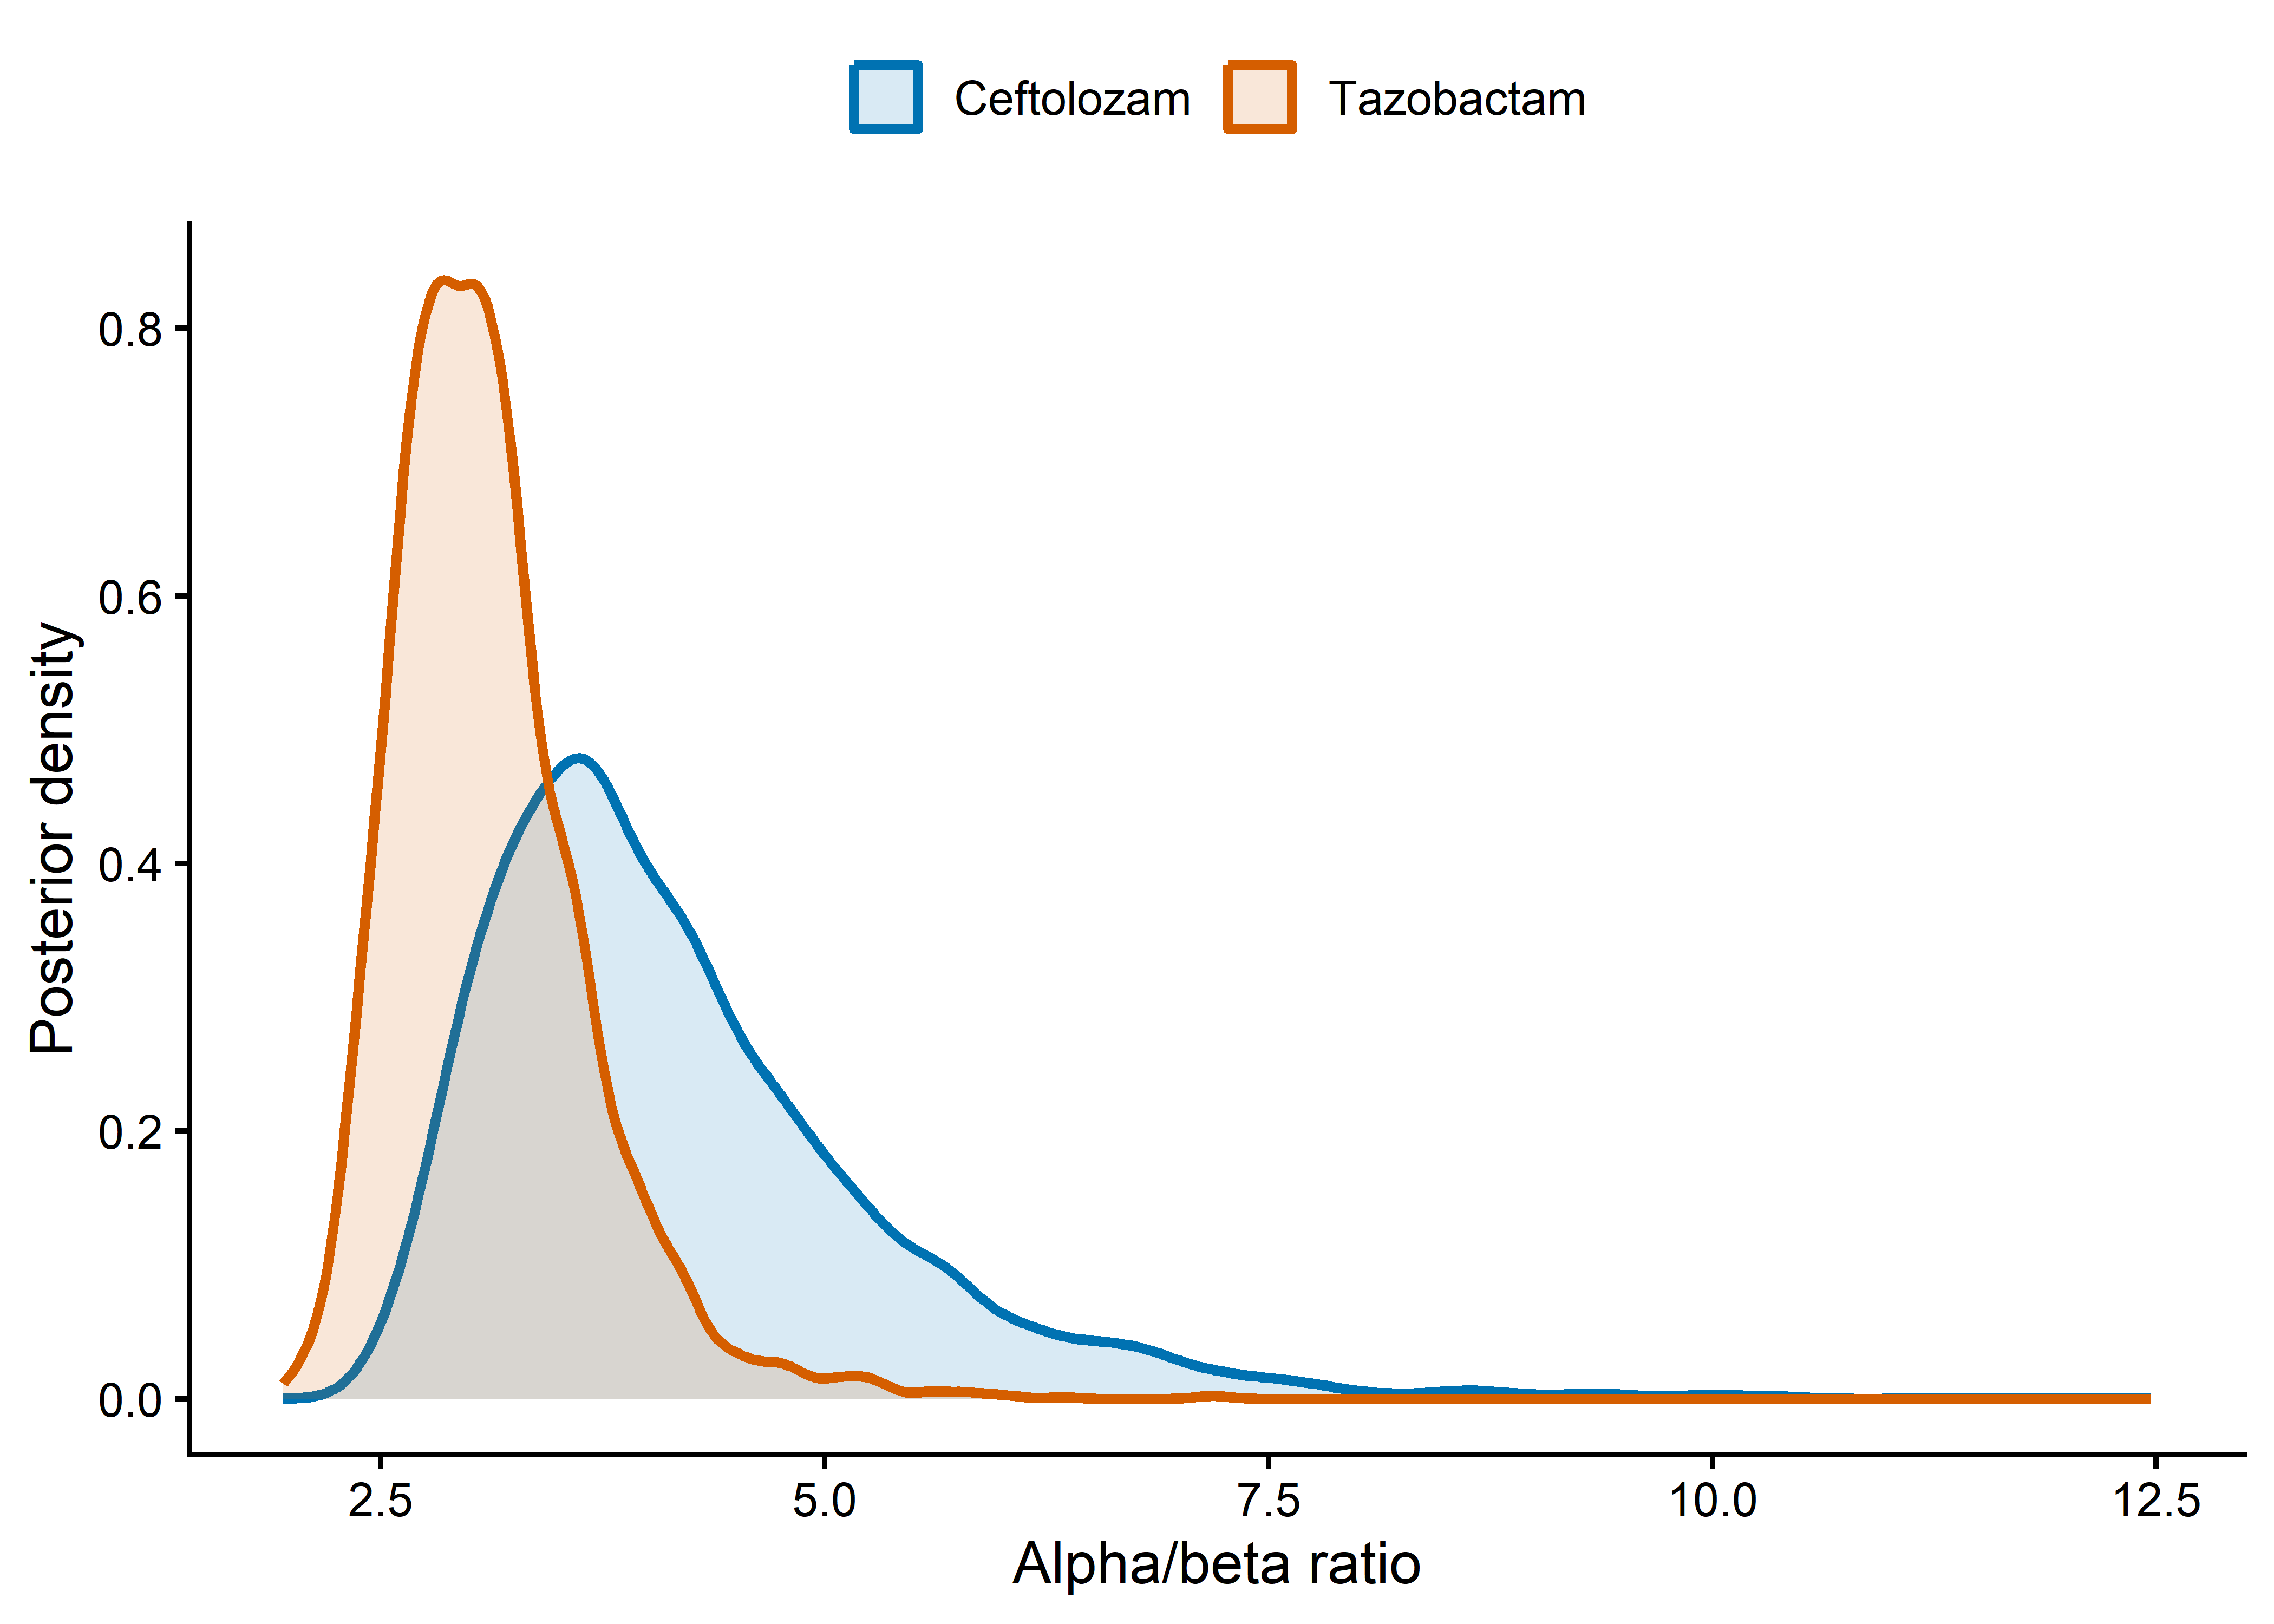 Ceftolozam Tazobactam
Posterior density
0.8
0.6
0.4
0.2
0.0
2.5 5.0 7.5 10.0 12.5
Alpha/beta ratio